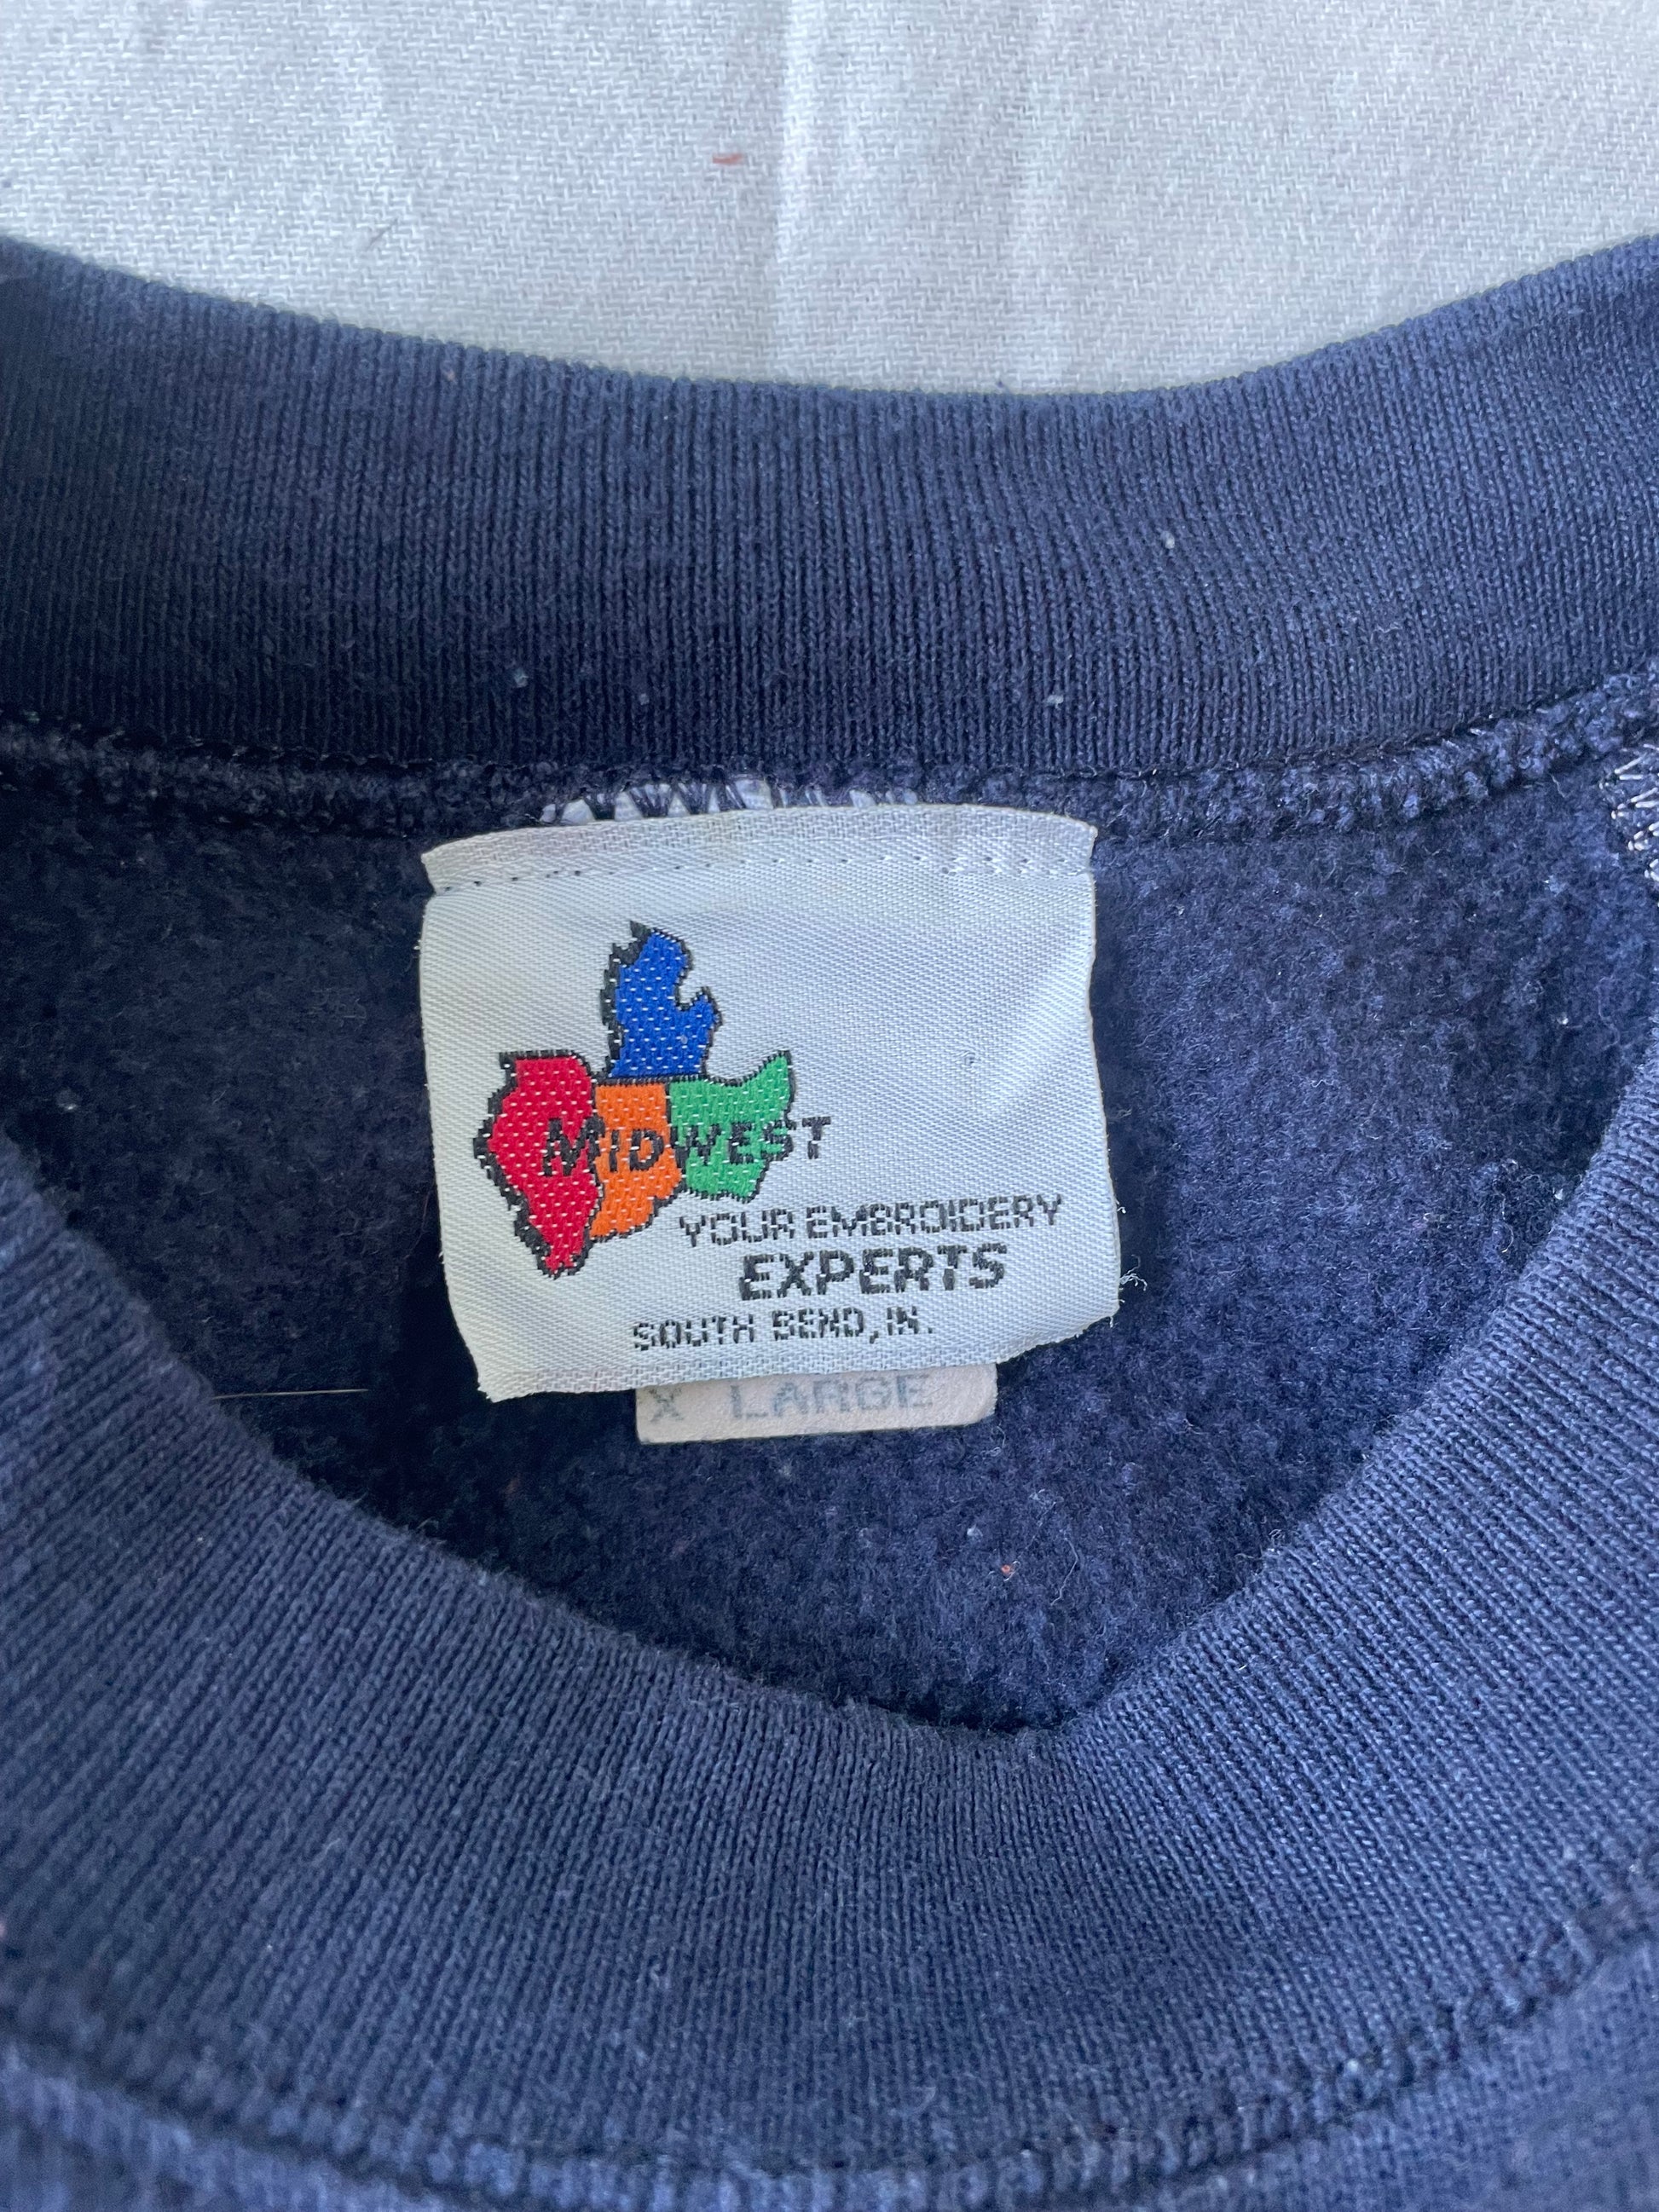 MIDWEST
YOUR EMBROIDERY
EXPERTS
SOUTH BEND, IN.
X LARGE